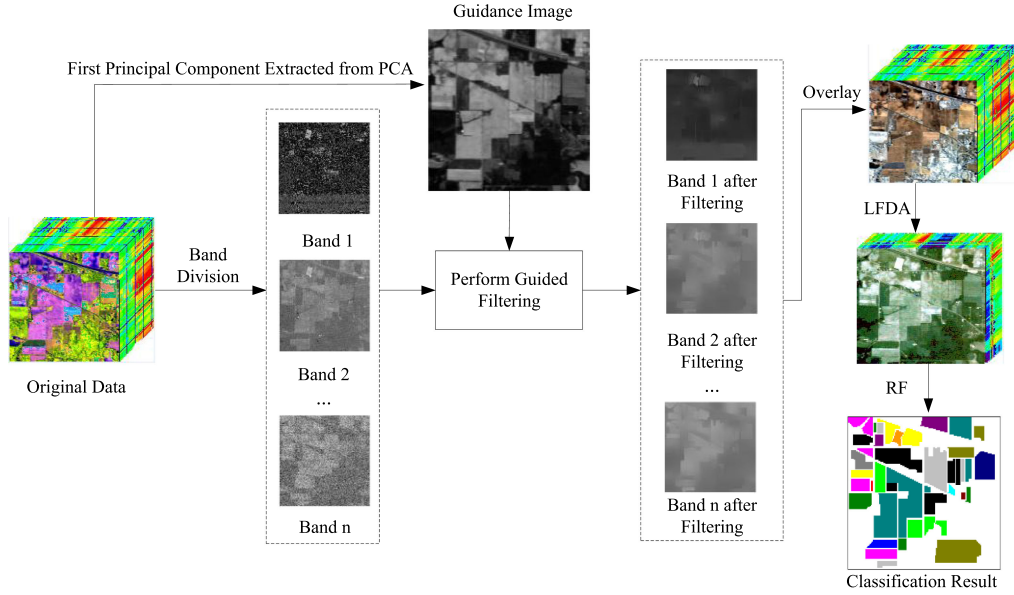 Guidance Image
First Principal Component Extracted from PCA
Overlay
Band 1 after
Filtering
LFDA
Band 1
Band
Division
Perform Guided
Filtering
Band 2 after
Filtering
...
Original Data
Band 2
...
RF
Band n
Band n after
Filtering
Classification Result